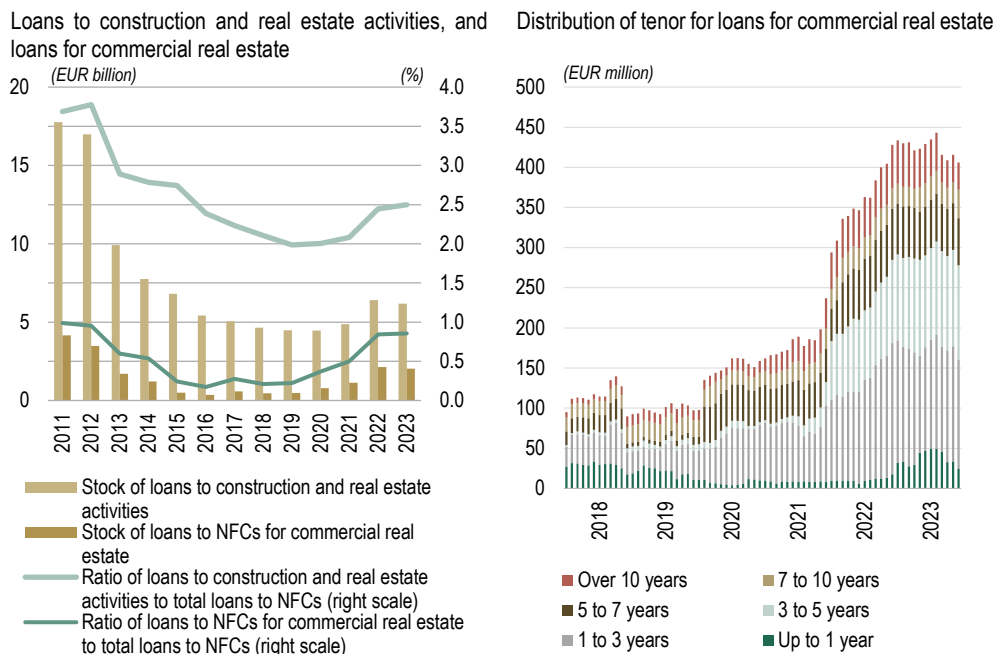 Loans to construction and real estate activities, and
loans for commercial real estate
(EUR billion)
(%)
20
15
10
5
0
4.0
3.5
3.0
2.5
2.0
1.5
1.0
0.5
0.0
2011
2012
2013
2014
2015
2016
2017
2018
2019
2020
2021
2022
2023
Stock of loans to construction and real estate
activities
Stock of loans to NFCs for commercial real
estate
Ratio of loans to construction and real estate
activities to total loans to NFCs (right scale)
Ratio of loans to NFCs for commercial real estate
to total loans to NFCs (right scale)
Distribution of tenor for loans for commercial real estate
(EUR million)
500
450
400
350
300
250
200
150
100
50
0
2018
2019
2020
2021
2022
2023
Over 10 years
7 to 10 years
5 to 7 years
3 to 5 years
1 to 3 years
Up to 1 year